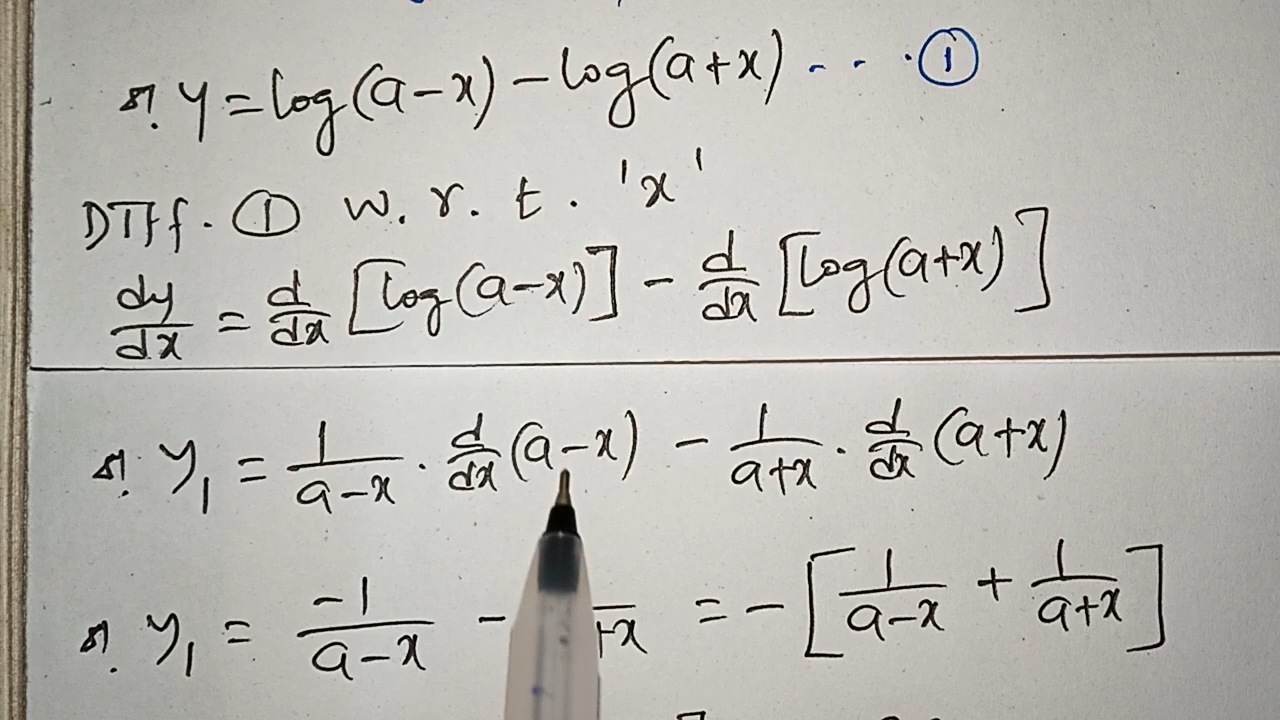 या. y = log(a-x) - log(a+x) - - - ①
Diff. ① w. r. t. 'x'
dy/dx = d/dx [log(a-x)] - d/dx [log(a+x)]
या. y₁ = 1/(a-x) . d/dx (a-x) - 1/(a+x) . d/dx (a+x)
या. y₁ = -1/(a-x) - +x = -[1/(a-x) + 1/(a+x)]